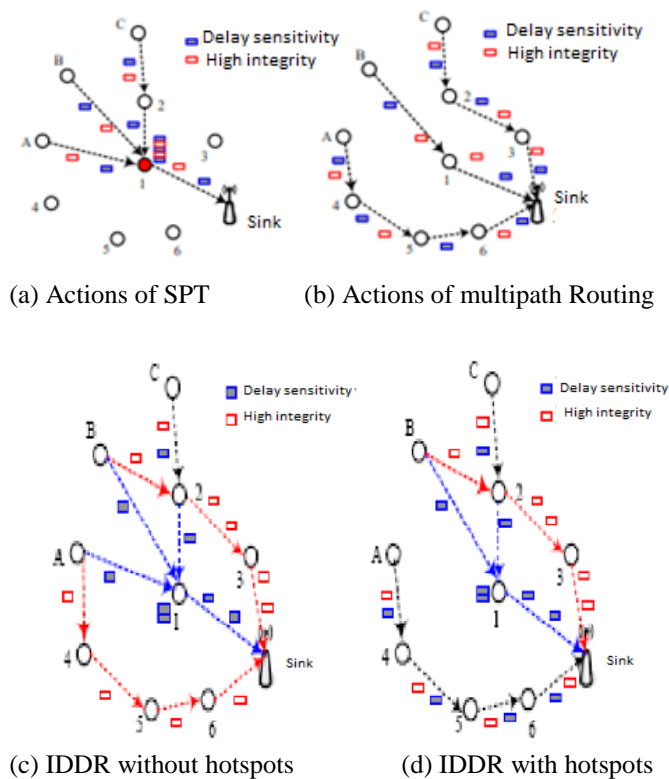 C
Delay sensitivity
High integrity
B
2
A
3
1
4
Sink
5
6
(a) Actions of SPT
C
Delay sensitivity
High integrity
B
2
A
3
1
Sink
4
5
6
(b) Actions of multipath Routing
C
Delay sensitivity
High integrity
B
2
A
3
1
4
Sink
5
6
(c) IDDR without hotspots
C
Delay sensitivity
High integrity
B
2
A
3
1
4
Sink
5
6
(d) IDDR with hotspots